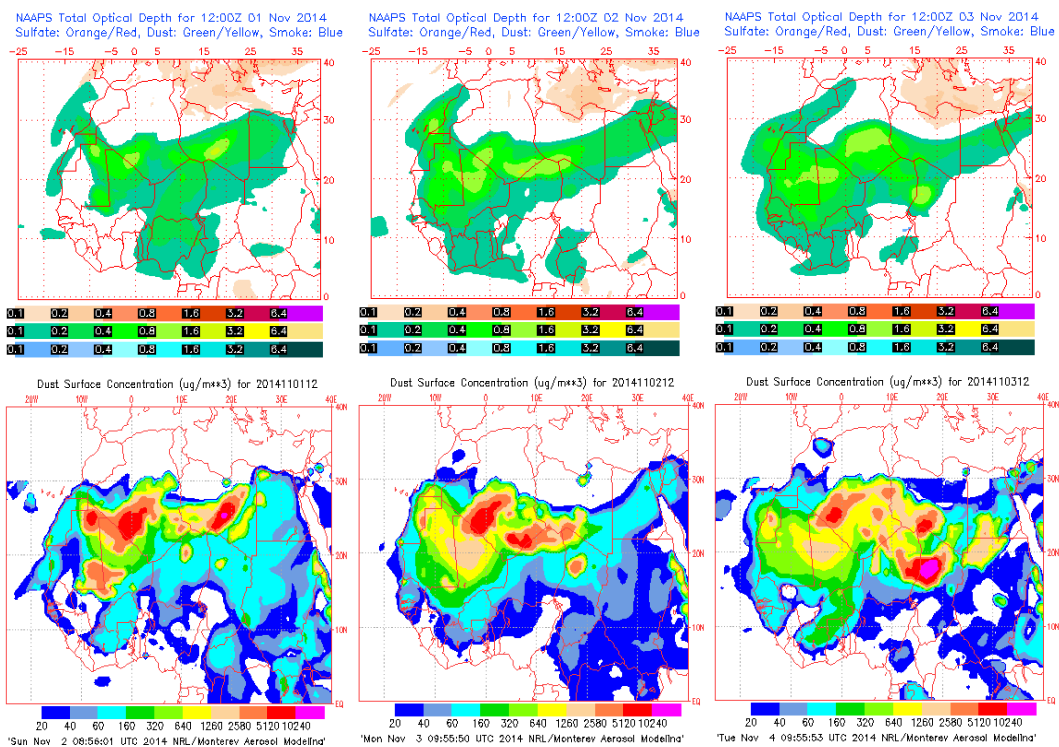 NAAPS Total Optical Depth for 12:00Z 01 Nov 2014
Sulfate: Orange/Red, Dust: Green/Yellow, Smoke: Blue
-25 -15 -5 0 5 15 25 35
40
30
20
10
0
0.1 0.2 0.4 0.8 1.6 3.2 6.4
0.1 0.2 0.4 0.8 1.6 3.2 6.4
0.1 0.2 0.4 0.8 1.6 3.2 6.4
NAAPS Total Optical Depth for 12:00Z 02 Nov 2014
Sulfate: Orange/Red, Dust: Green/Yellow, Smoke: Blue
-25 -15 -5 0 5 15 25 35
40
30
20
10
0
0.1 0.2 0.4 0.8 1.6 3.2 6.4
0.1 0.2 0.4 0.8 1.6 3.2 6.4
0.1 0.2 0.4 0.8 1.6 3.2 6.4
NAAPS Total Optical Depth for 12:00Z 03 Nov 2014
Sulfate: Orange/Red, Dust: Green/Yellow, Smoke: Blue
-25 -15 -5 0 5 15 25 35
40
30
20
10
0
0.1 0.2 0.4 0.8 1.6 3.2 6.4
0.1 0.2 0.4 0.8 1.6 3.2 6.4
0.1 0.2 0.4 0.8 1.6 3.2 6.4
Dust Surface Concentration (ug/m**3) for 2014110112
20W 10W 0 10E 20E 30E 40E
40N
30N
20N
10N
EQ
20 40 60 160 320 640 1260 2580 5120 10240
'Sun Nov 2 08:56:01 UTC 2014 NRL/Monterey Aerosol Modeling'
Dust Surface Concentration (ug/m**3) for 2014110212
20W 10W 0 10E 20E 30E 40E
40N
30N
20N
10N
EQ
20 40 60 160 320 640 1260 2580 5120 10240
'Mon Nov 3 09:55:50 UTC 2014 NRL/Monterey Aerosol Modeling'
Dust Surface Concentration (ug/m**3) for 2014110312
20W 10W 0 10E 20E 30E 40E
40N
30N
20N
10N
EQ
20 40 60 160 320 640 1260 2580 5120 10240
'Tue Nov 4 09:55:53 UTC 2014 NRL/Monterey Aerosol Modeling'